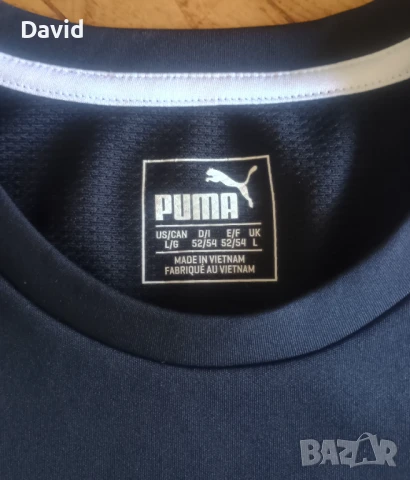 David
PUMA
US/CAN D/I E/F UK
L/G 52/54 52/54 L
MADE IN VIETNAM
FABRIQUÉ AU VIETNAM
BAZAR